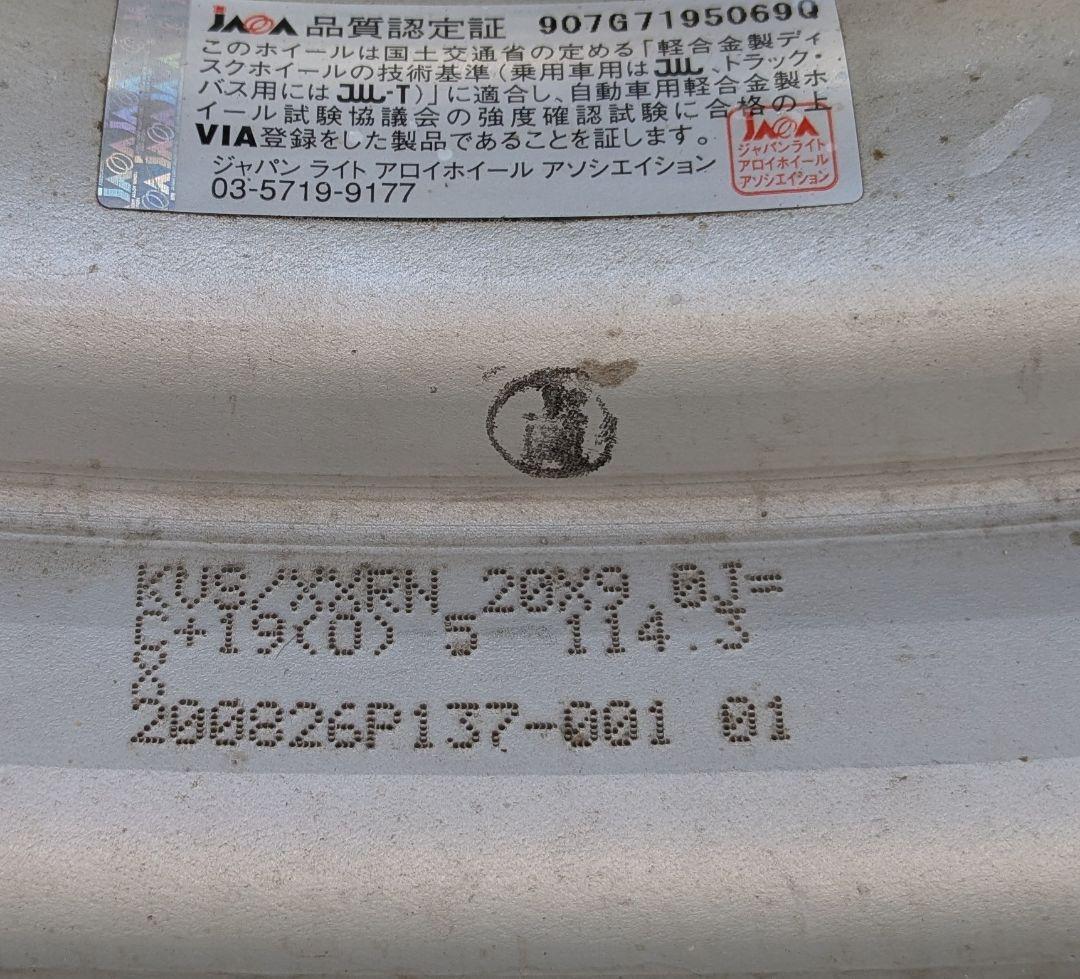 JAWA 品質認定証 907G7195069Q
このホイールは国土交通省の定める「軽合金製ディ
スクホイールの技術基準(乗用車用はJWL、トラック・
バス用にはJWL-T)」に適合し、自動車用軽合金製ホ
イール試験協議会の強度確認試験に合格の上
VIA登録をした製品であることを証します。
JAWA
ジャパンライト
アロイホイール
アソシエイション
ジャパン ライト アロイホイール アソシエイション
03-5719-9177
20X9.0J-
C+19(0) 5 114.3
X
200826P137-001 01